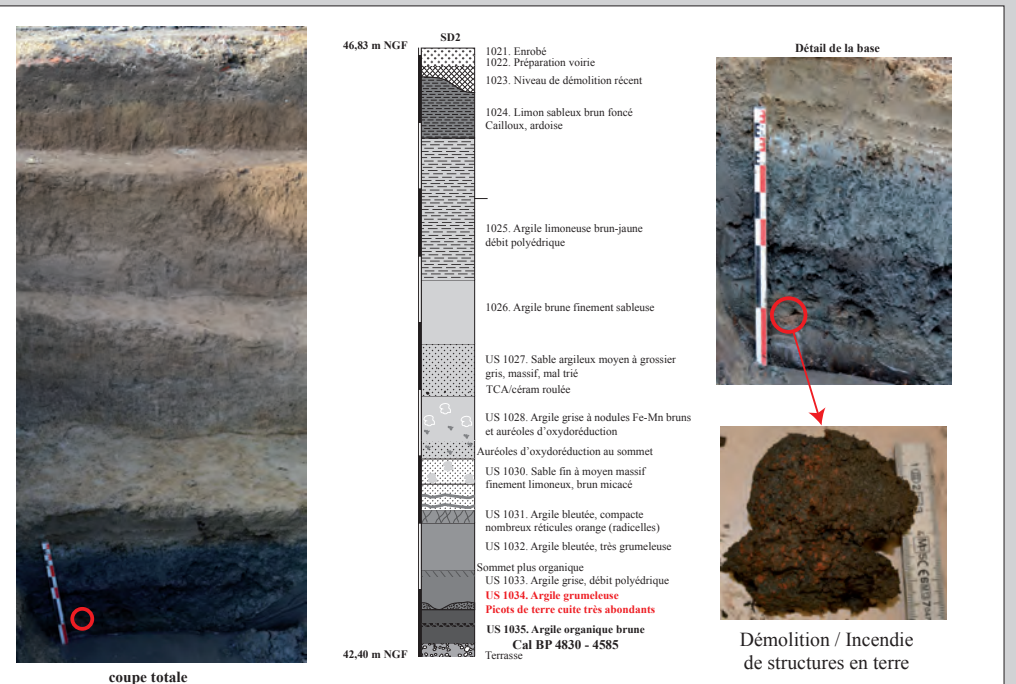 SD2
46,83 m NGF
1021. Enrobé
1022. Préparation voirie
1023. Niveau de démolition récent
1024. Limon sableux brun foncé
Cailloux, ardoise
1025. Argile limoneuse brun-jaune
débit polyédrique
1026. Argile brune finement sableuse
US 1027. Sable argileux moyen à grossier
gris, massif, mal trié
TCA/céram roulée
US 1028. Argile grise à nodules Fe-Mn bruns
et auréoles d'oxydoréduction
Auréoles d'oxydoréduction au sommet
US 1030. Sable fin à moyen massif
finement limoneux, brun micacé
US 1031. Argile bleutée, compacte
nombreux réticules orange (radicelles)
US 1032. Argile bleutée, très grumeleuse
Sommet plus organique
US 1033. Argile grise, débit polyédrique
US 1034. Argile grumeleuse
Picots de terre cuite très abondants
US 1035. Argile organique brune
Cal BP 4830 - 4585
42,40 m NGF
Terrasse
coupe totale
Détail de la base
Démolition / Incendie
de structures en terre